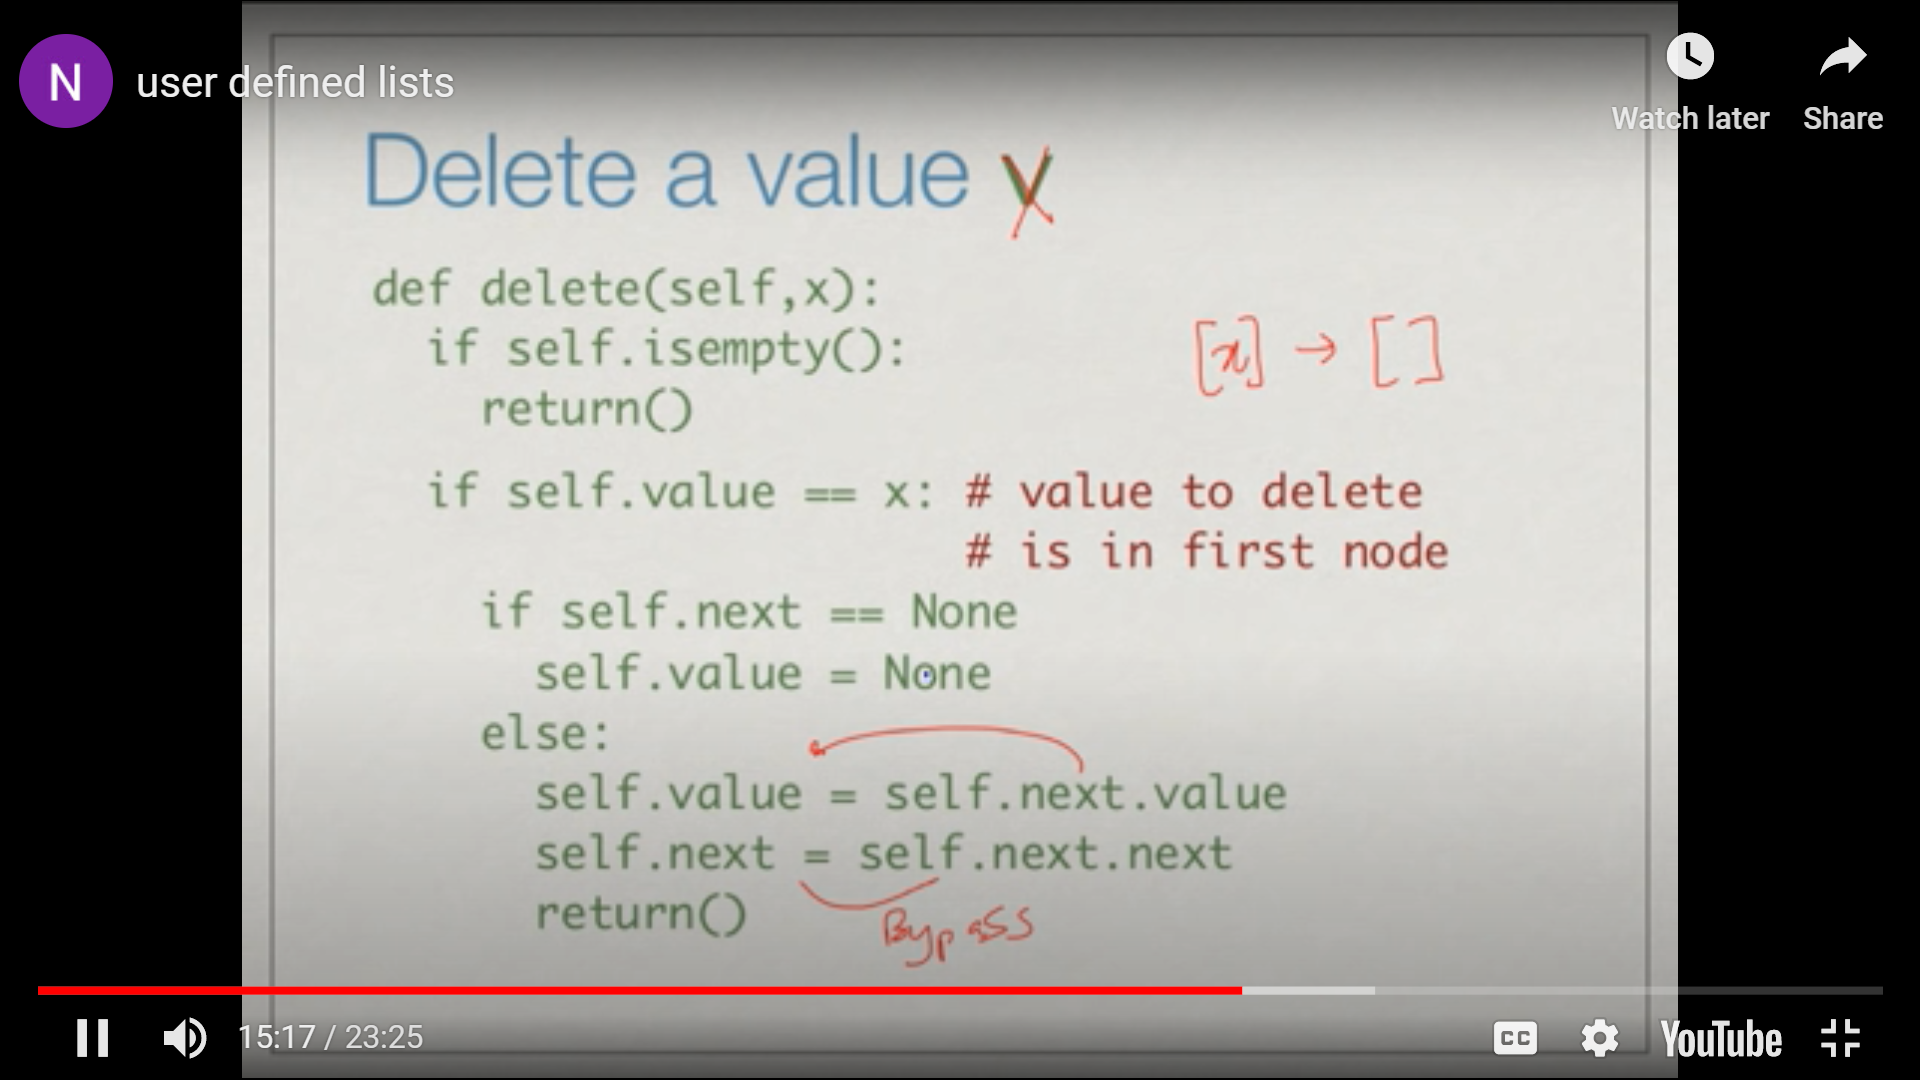 N
user defined lists
Watch later
Share
Delete a value v x
def delete(self,x):
if self.isempty():
return()
[x] → [ ]
if self.value == x: # value to delete
# is in first node
if self.next == None
self.value = None
else:
self.value = self.next.value
self.next = self.next.next
return()
Bypass
15:17 / 23:25
CC
YouTube